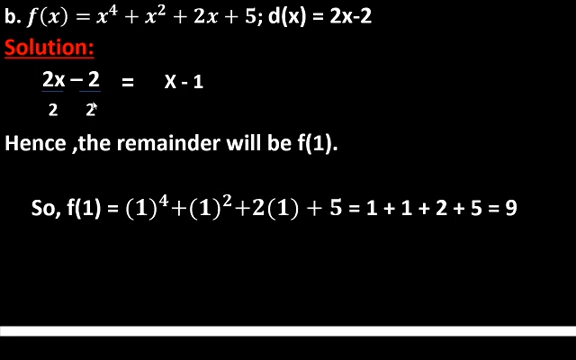 b. f(x) = x⁴ + x² + 2x + 5; d(x) = 2x-2
Solution:
2x – 2 = X - 1
2 2
Hence ,the remainder will be f(1).
So, f(1) = (1)⁴+(1)²+2(1) + 5 = 1 + 1 + 2 + 5 = 9